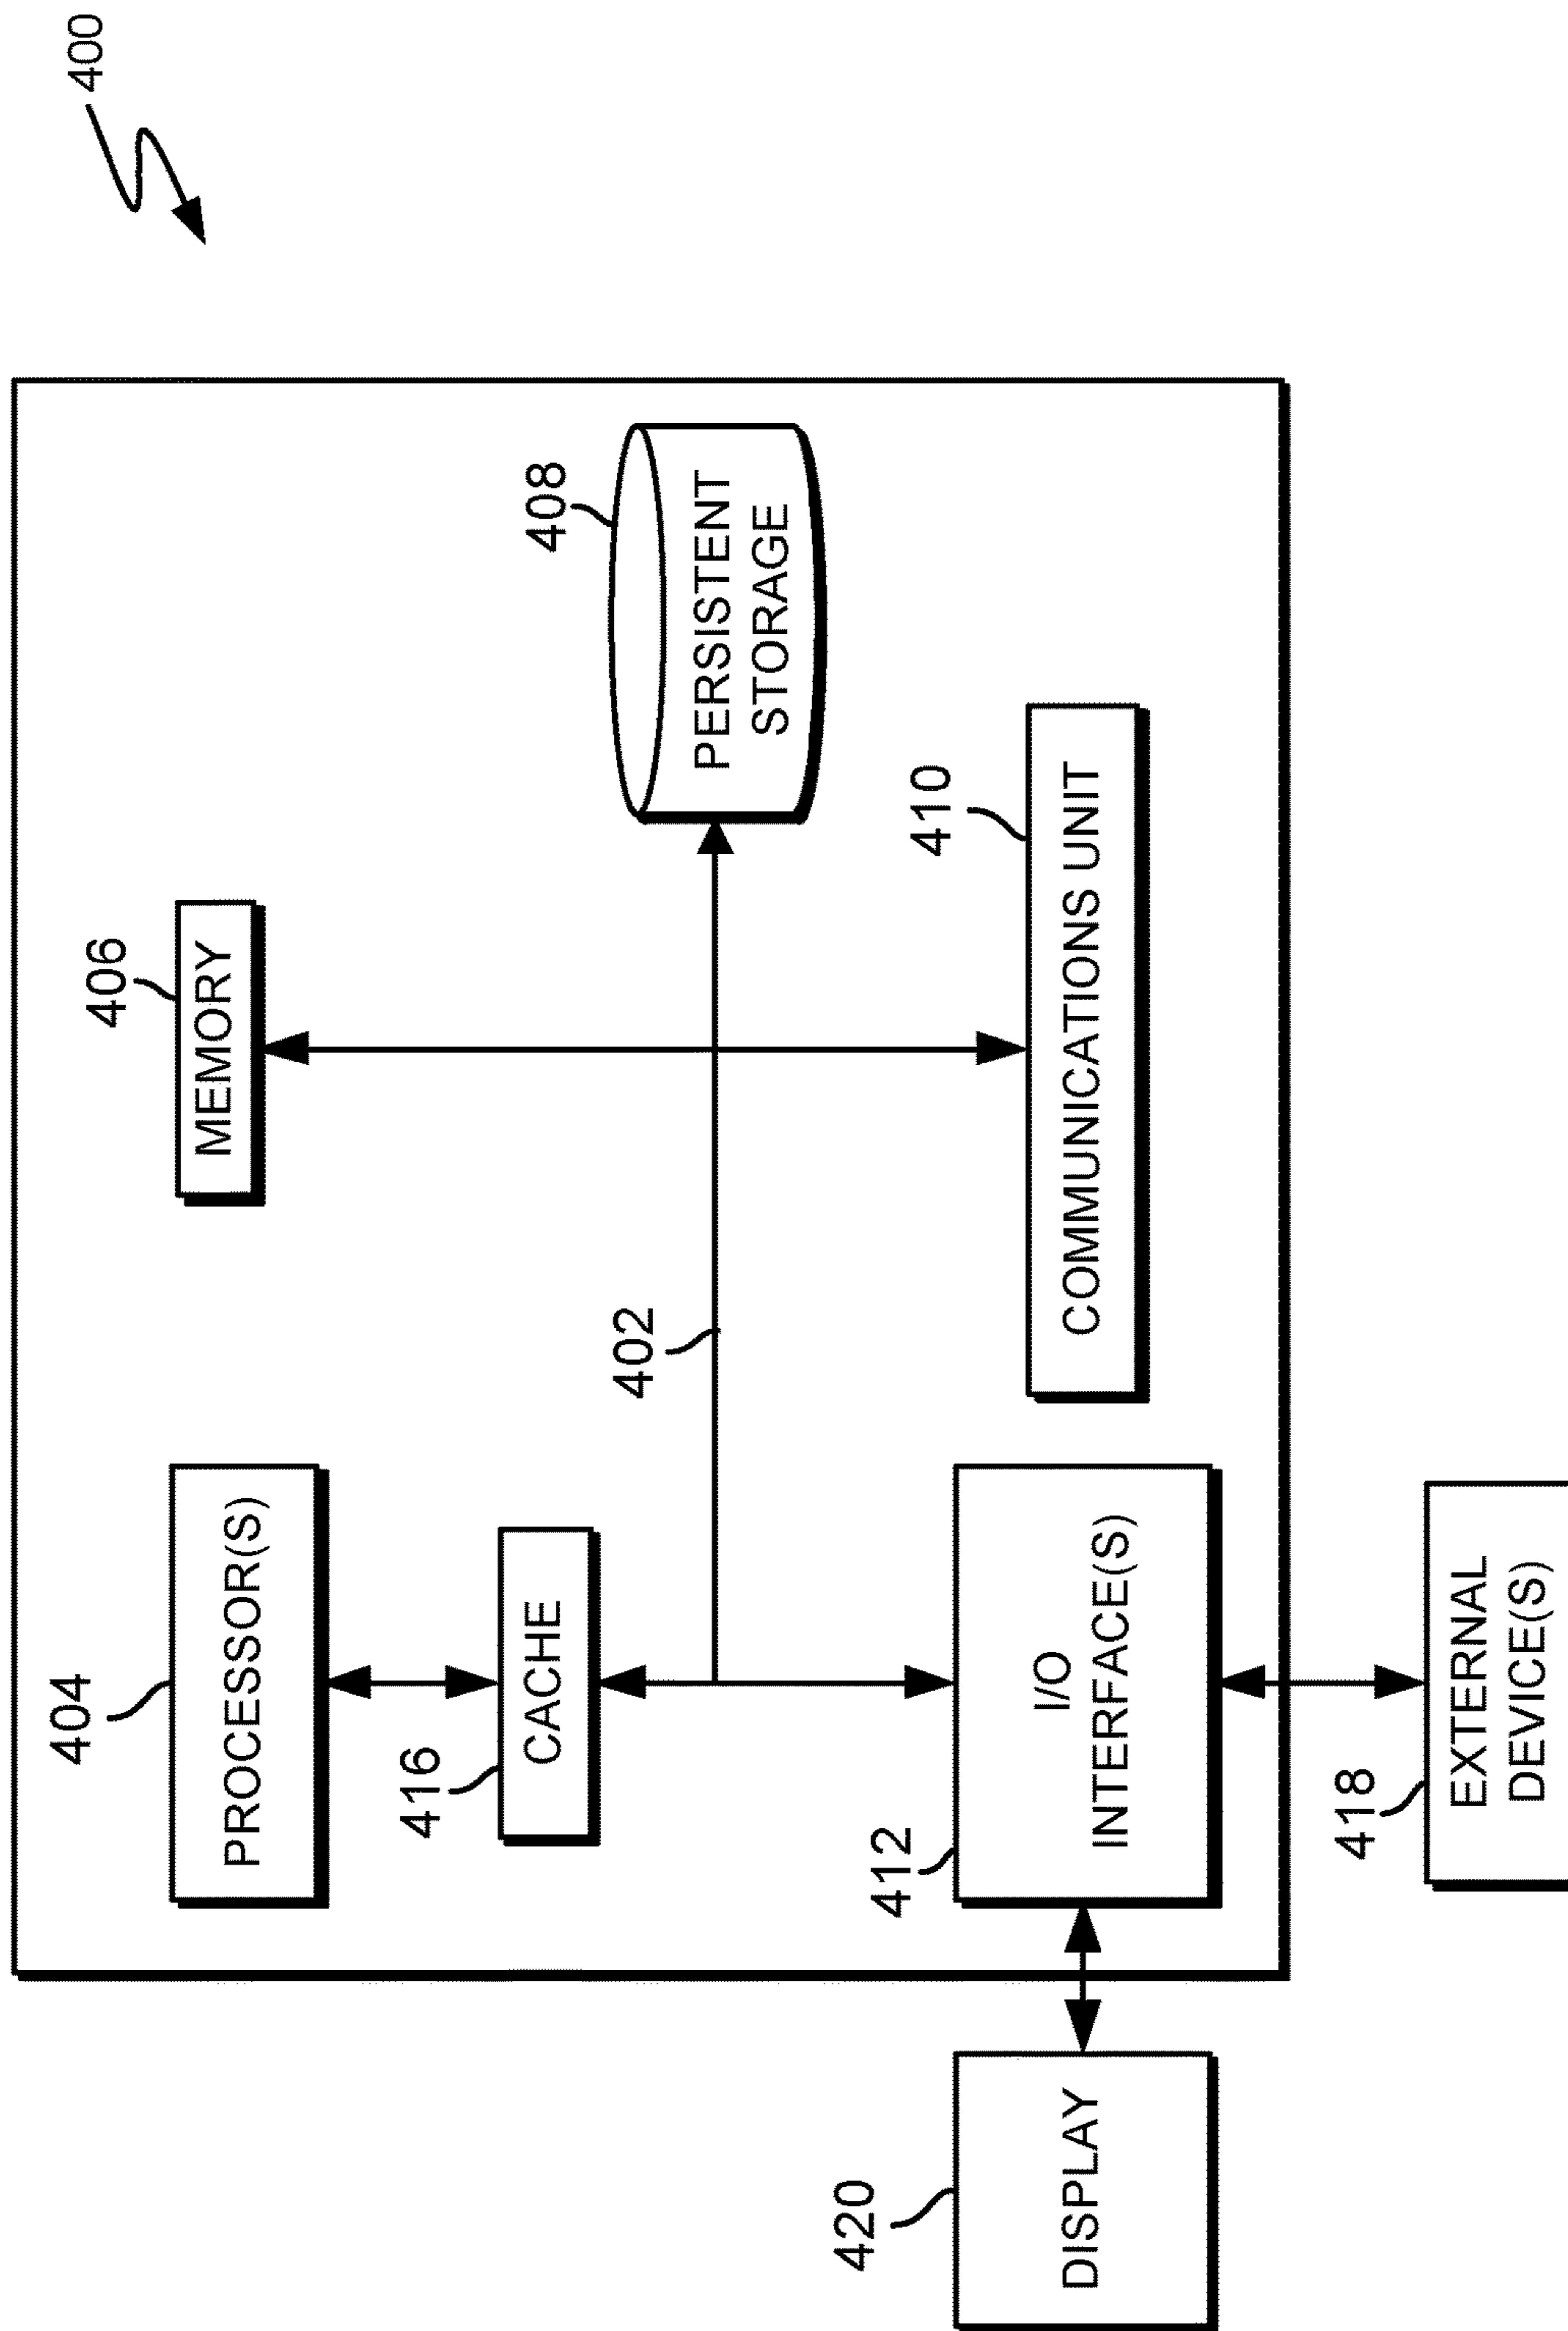 400
404
PROCESSOR(S)
406
MEMORY
416
CACHE
402
408
PERSISTENT
STORAGE
420
DISPLAY
412
I/O
INTERFACE(S)
410
COMMUNICATIONS UNIT
418
EXTERNAL
DEVICE(S)